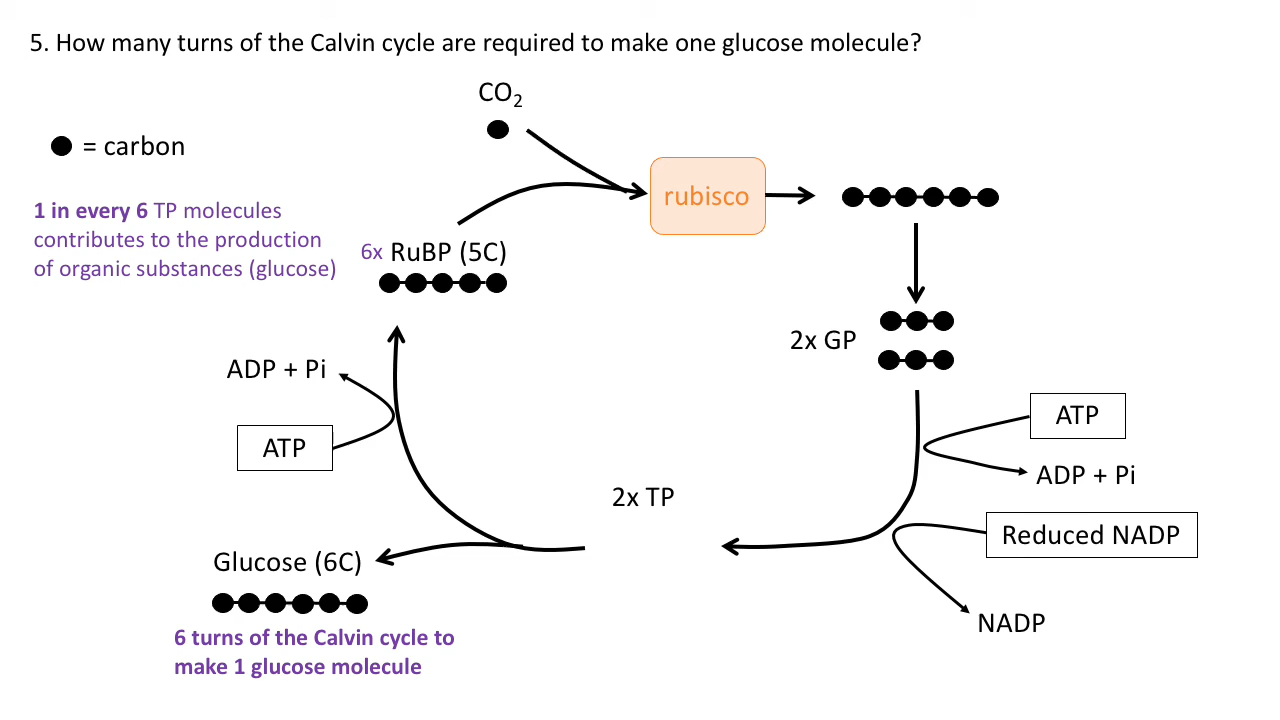 5. How many turns of the Calvin cycle are required to make one glucose molecule?
CO₂
= carbon
rubisco
1 in every 6 TP molecules
contributes to the production
of organic substances (glucose)
6x RuBP (5C)
2x GP
ADP + Pi
ATP
ATP
ADP + Pi
2x TP
Reduced NADP
Glucose (6C)
NADP
6 turns of the Calvin cycle to
make 1 glucose molecule